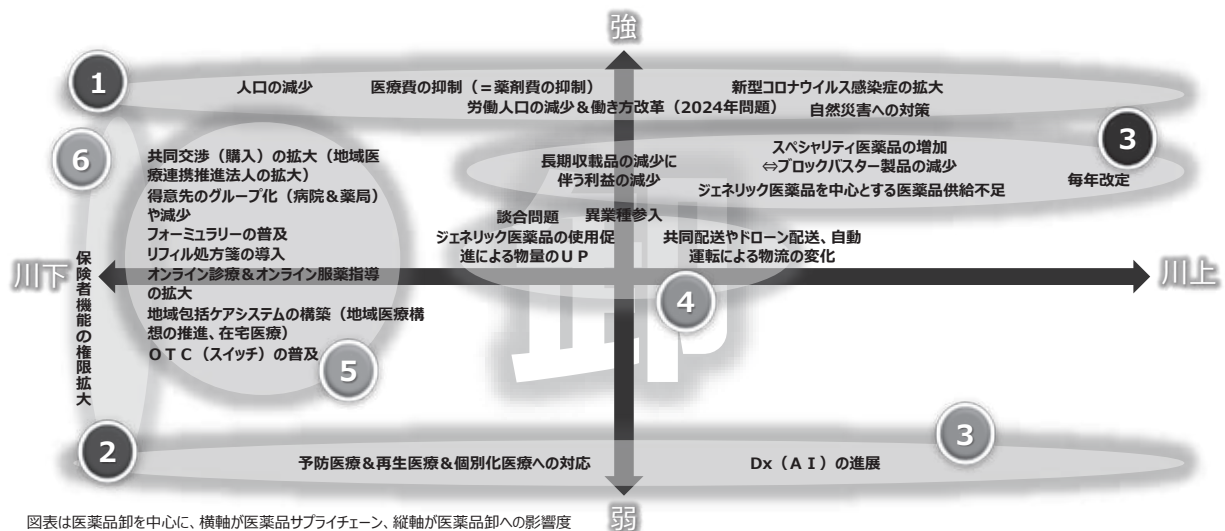 強
1
人口の減少
医療費の抑制（＝薬剤費の抑制）
新型コロナウイルス感染症の拡大
労働人口の減少＆働き方改革（2024年問題）
自然災害への対策
3
スペシャリティ医薬品の増加
⇔ブロックバスター製品の減少
長期収載品の減少に
伴う利益の減少
毎年改定
ジェネリック医薬品を中心とする医薬品供給不足
6
共同交渉（購入）の拡大（地域医
療連携推進法人の拡大）
得意先のグループ化（病院＆薬局）
や減少
フォーミュラリーの普及
リフィル処方箋の導入
オンライン診療＆オンライン服薬指導
の拡大
地域包括ケアシステムの構築（地域医療構
想の推進、在宅医療）
ＯＴＣ（スイッチ）の普及
5
談合問題
異業種参入
ジェネリック医薬品の使用促
進による物量のＵＰ
共同配送やドローン配送、自動
運転による物流の変化
4
川下
川上
保険者機能の権限拡大
卸
2
予防医療＆再生医療＆個別化医療への対応
Ｄx（ＡＩ）の進展
3
弱
図表は医薬品卸を中心に、横軸が医薬品サプライチェーン、縦軸が医薬品卸への影響度